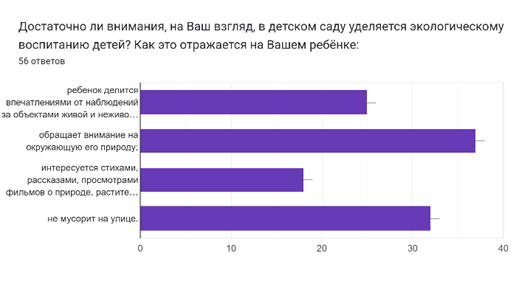 Достаточно ли внимания, на Ваш взгляд, в детском саду уделяется экологическому
воспитанию детей? Как это отражается на Вашем ребёнке:
56 ответов
ребенок делится
впечатлениями от наблюдений
за объектами живой и неживо…
обращает внимание на
окружающую его природу;
интересуется стихами,
рассказами, просмотрами
фильмов о природе, растите…
не мусорит на улице.
0 10 20 30 40